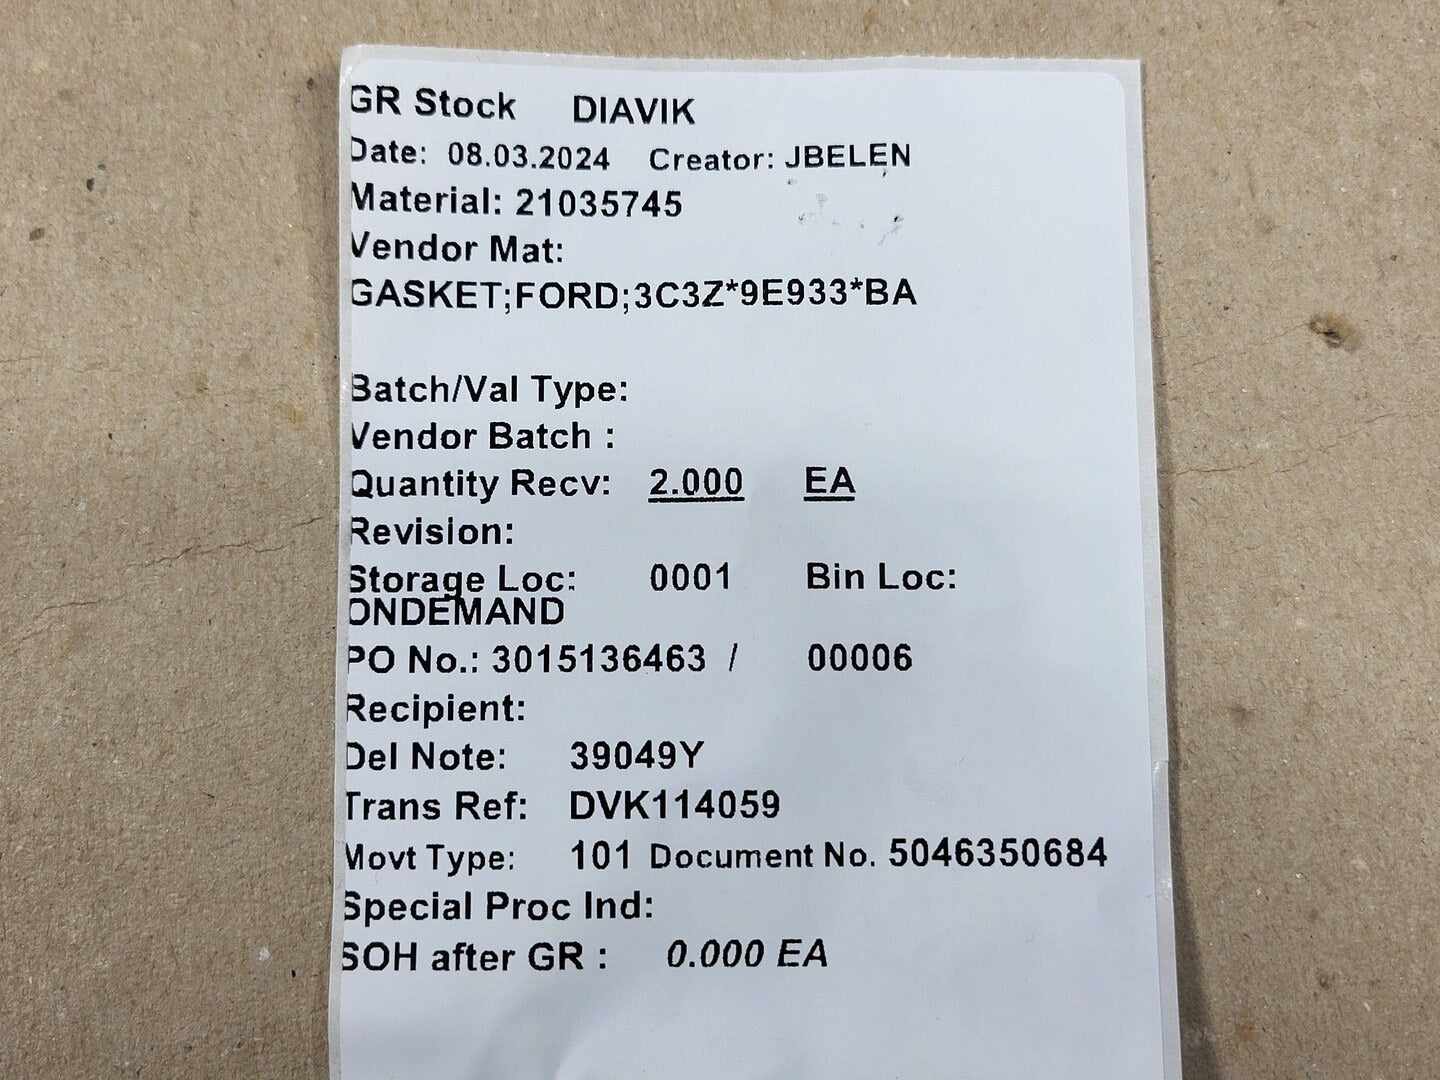 GR Stock DIAVIK
Date: 08.03.2024 Creator: JBELEN
Material: 21035745
Vendor Mat:
GASKET;FORD;3C3Z*9E933*BA
Batch/Val Type:
Vendor Batch :
Quantity Recv: 2.000 EA
Revision:
Storage Loc: 0001 Bin Loc:
ONDEMAND
PO No.: 3015136463 / 00006
Recipient:
Del Note: 39049Y
Trans Ref: DVK114059
Movt Type: 101 Document No. 5046350684
Special Proc Ind:
SOH after GR : 0.000 EA